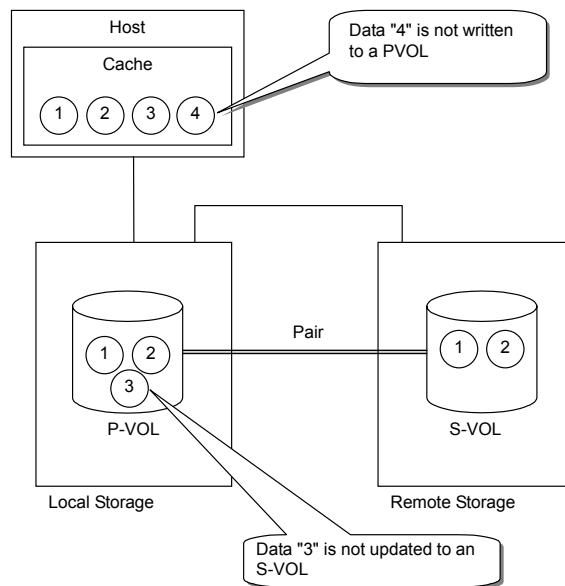 Host
Data "4" is not written
to a PVOL
Cache
1 2 3 4
Pair
1 2
3
1 2
P-VOL
S-VOL
Local Storage
Remote Storage
Data "3" is not updated to an
S-VOL